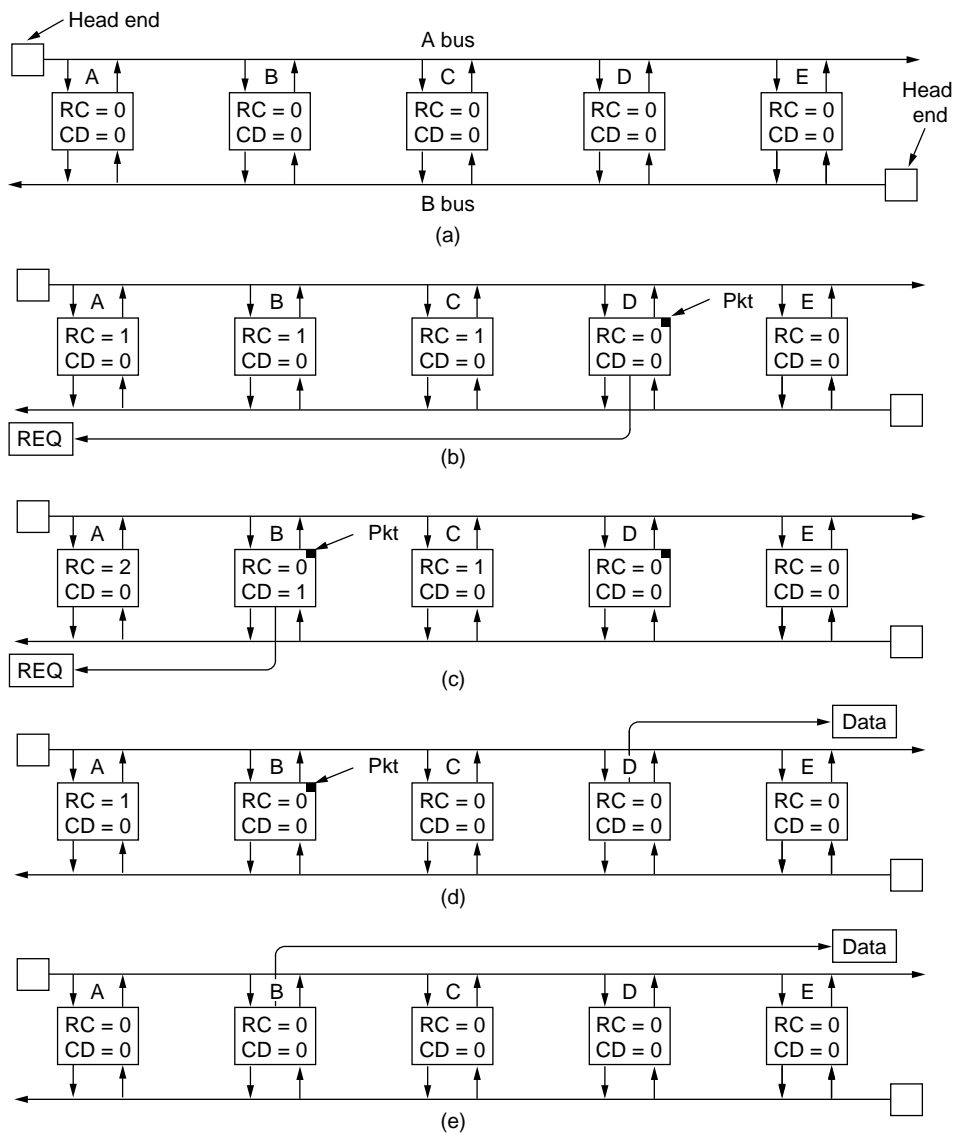 Head end
A bus
A B C D E
RC = 0 RC = 0 RC = 0 RC = 0 RC = 0
CD = 0 CD = 0 CD = 0 CD = 0 CD = 0
Head
end
B bus
(a)
A B C D Pkt E
RC = 1 RC = 1 RC = 1 RC = 0 RC = 0
CD = 0 CD = 0 CD = 0 CD = 0 CD = 0
REQ
(b)
A B Pkt C D E
RC = 2 RC = 0 RC = 1 RC = 0 RC = 0
CD = 0 CD = 1 CD = 0 CD = 0 CD = 0
REQ
(c)
Data
A B Pkt C D E
RC = 1 RC = 0 RC = 0 RC = 0 RC = 0
CD = 0 CD = 0 CD = 0 CD = 0 CD = 0
(d)
Data
A B C D E
RC = 0 RC = 0 RC = 0 RC = 0 RC = 0
CD = 0 CD = 0 CD = 0 CD = 0 CD = 0
(e)